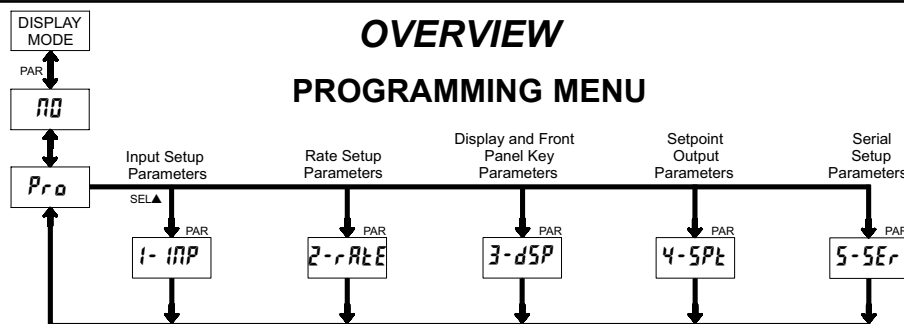 DISPLAY
MODE
OVERVIEW
PAR
PROGRAMMING MENU
NO
Pro
Input Setup
Parameters
Rate Setup
Parameters
Display and Front
Panel Key
Parameters
Setpoint
Output
Parameters
Serial
Setup
Parameters
SEL▲
PAR
PAR
PAR
PAR
PAR
1-INP
2-rAtE
3-dSP
4-SPt
5-SEr